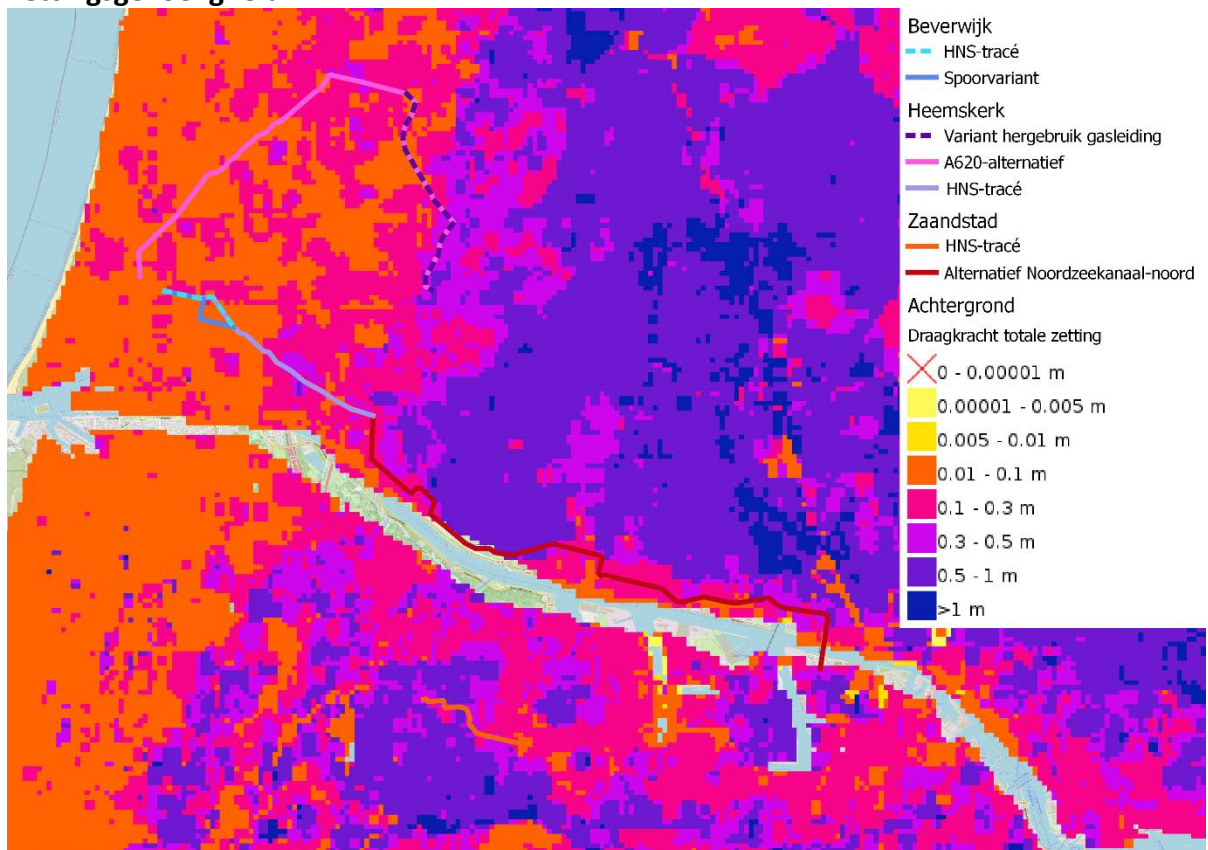 Beverwijk
HNS-tracé
Spoorvariant
Heemskerk
Variant hergebruik gasleiding
A620-alternatief
HNS-tracé
Zaandstad
HNS-tracé
Alternatief Noordzeekanaal-noord
Achtergrond
Draagkracht totale zetting
0 - 0.00001 m
0.00001 - 0.005 m
0.005 - 0.01 m
0.01 - 0.1 m
0.1 - 0.3 m
0.3 - 0.5 m
0.5 - 1 m
>1 m